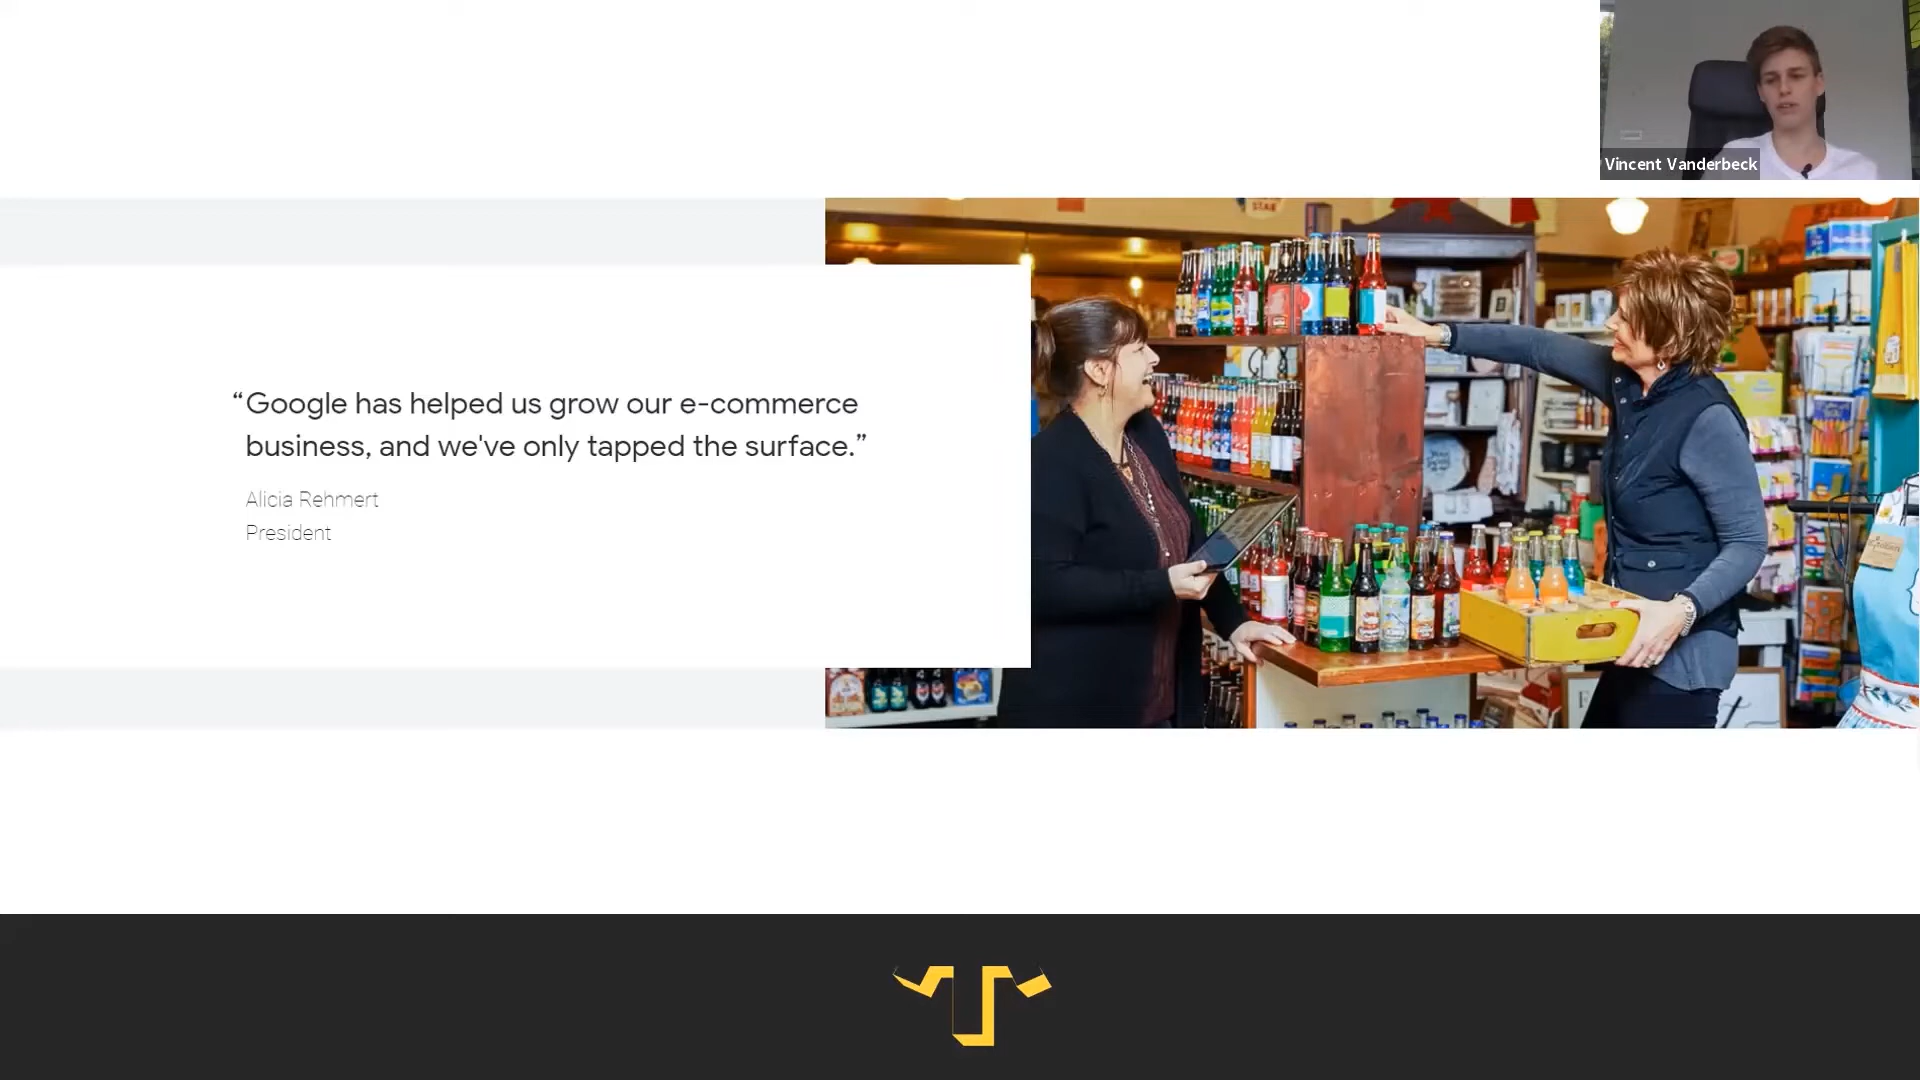 Vincent Vanderbeck
STAR
“Google has helped us grow our e-commerce
business, and we've only tapped the surface.”
Alicia Rehmert
President